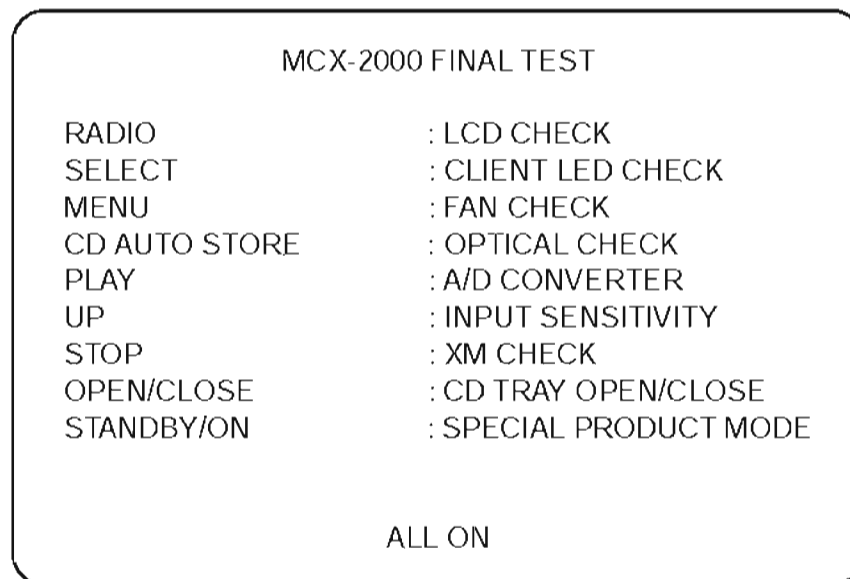 MCX-2000 FINAL TEST
RADIO : LCD CHECK
SELECT : CLIENT LED CHECK
MENU : FAN CHECK
CD AUTO STORE : OPTICAL CHECK
PLAY : A/D CONVERTER
UP : INPUT SENSITIVITY
STOP : XM CHECK
OPEN/CLOSE : CD TRAY OPEN/CLOSE
STANDBY/ON : SPECIAL PRODUCT MODE
ALL ON